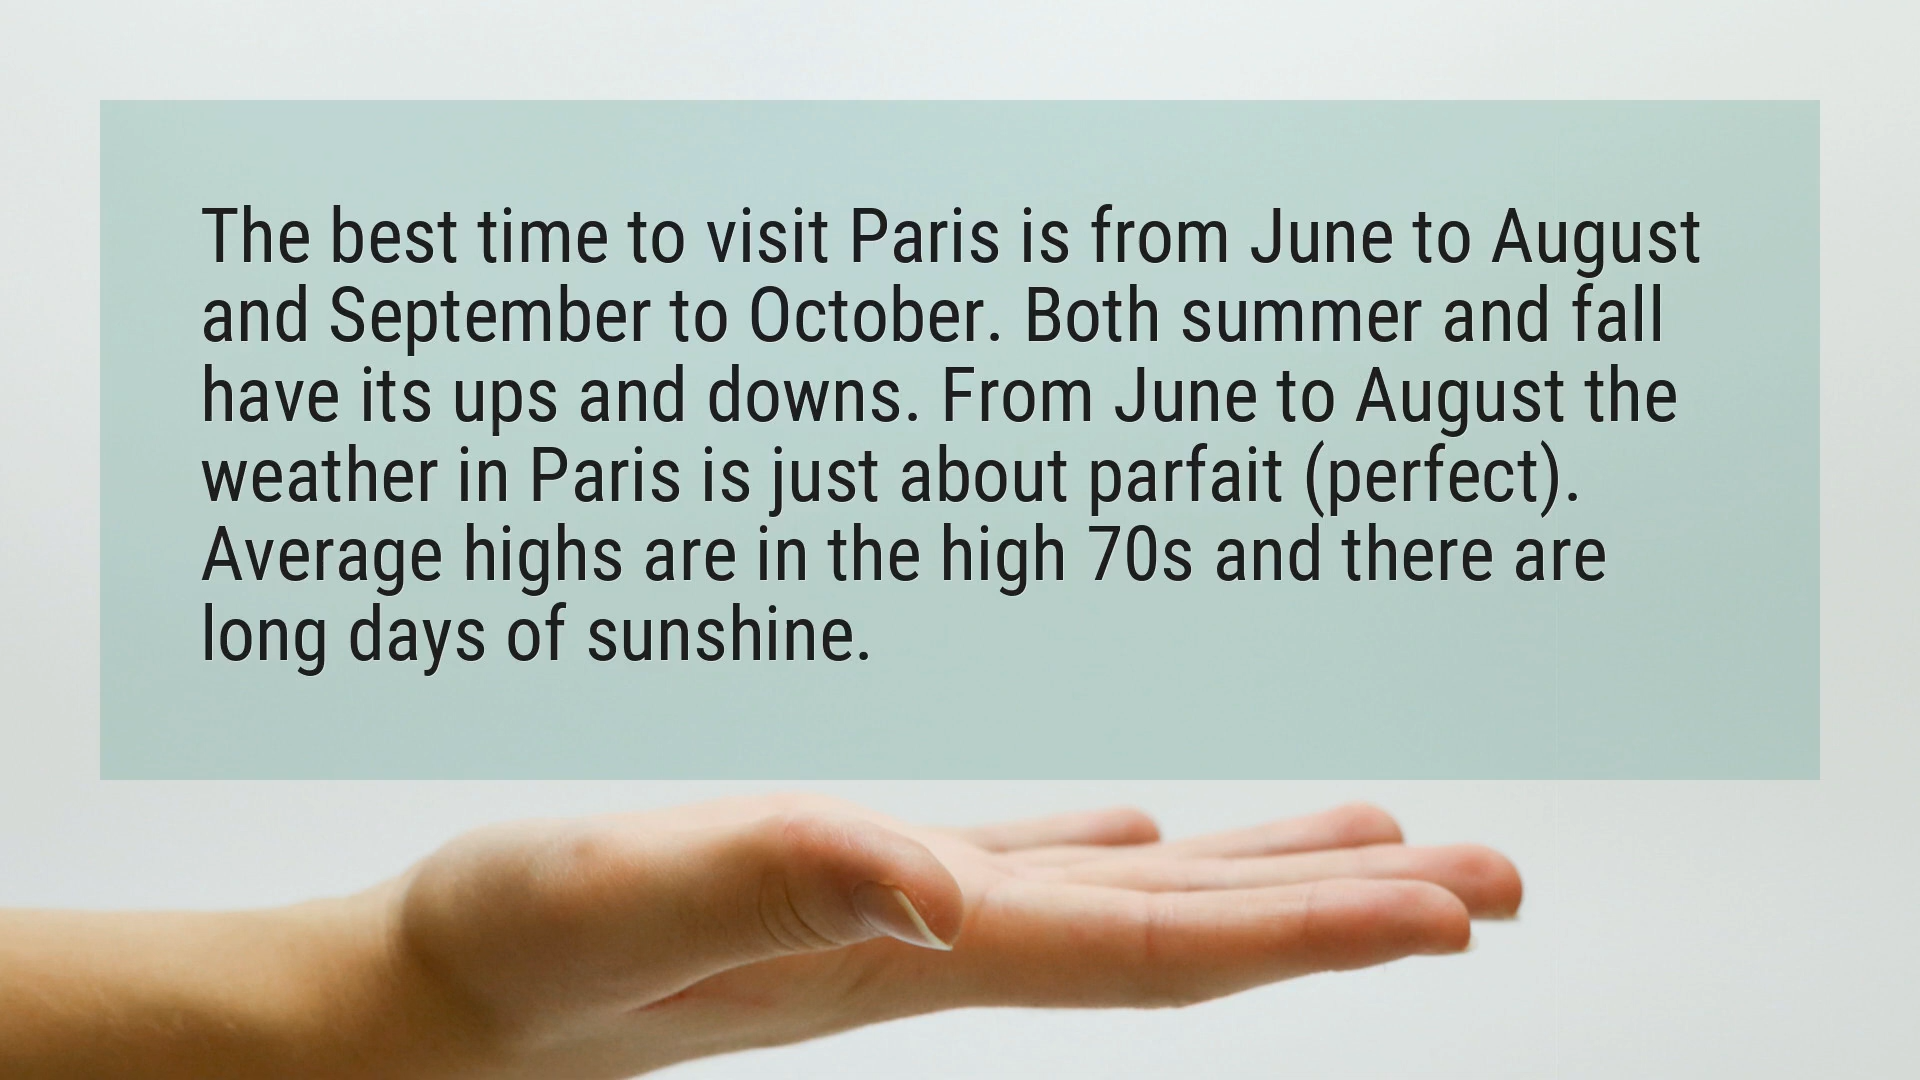 The best time to visit Paris is from June to August
and September to October. Both summer and fall
have its ups and downs. From June to August the
weather in Paris is just about parfait (perfect).
Average highs are in the high 70s and there are
long days of sunshine.